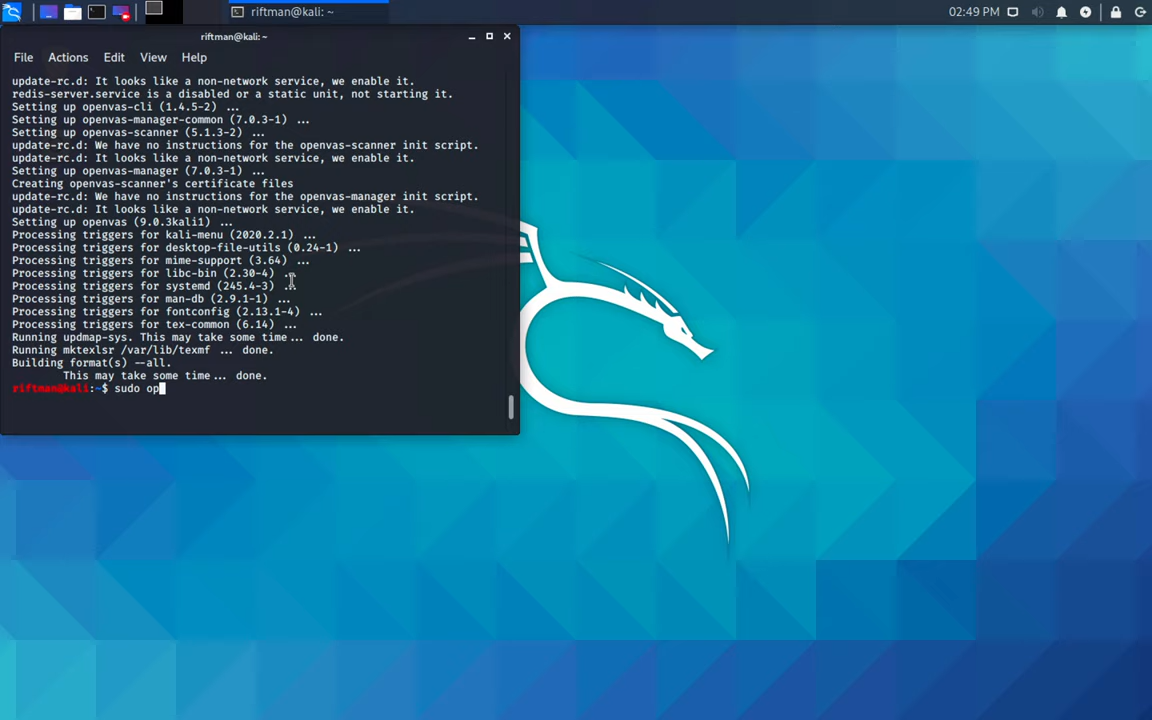 riftman@kali: ~
02:49 PM
riftman@kali:~
File Actions Edit View Help
update-rc.d: It looks like a non-network service, we enable it.
redis-server.service is a disabled or a static unit, not starting it.
Setting up openvas-cli (1.4.5-2) ...
Setting up openvas-manager-common (7.0.3-1) ...
Setting up openvas-scanner (5.1.3-2) ...
update-rc.d: We have no instructions for the openvas-scanner init script.
update-rc.d: It looks like a non-network service, we enable it.
Setting up openvas-manager (7.0.3-1) ...
Creating openvas-scanner's certificate files
update-rc.d: We have no instructions for the openvas-manager init script.
update-rc.d: It looks like a non-network service, we enable it.
Setting up openvas (9.0.3kali1) ...
Processing triggers for kali-menu (2020.2.1) ...
Processing triggers for desktop-file-utils (0.24-1) ...
Processing triggers for mime-support (3.64) ...
Processing triggers for libc-bin (2.30-4) ...
Processing triggers for systemd (245.4-3) ...
Processing triggers for man-db (2.9.1-1) ...
Processing triggers for fontconfig (2.13.1-4) ...
Processing triggers for tex-common (6.14) ...
Running updmap-sys. This may take some time... done.
Running mktexlsr /var/lib/texmf ... done.
Building format(s) --all.
This may take some time... done.
riftman@kali:~$ sudo op